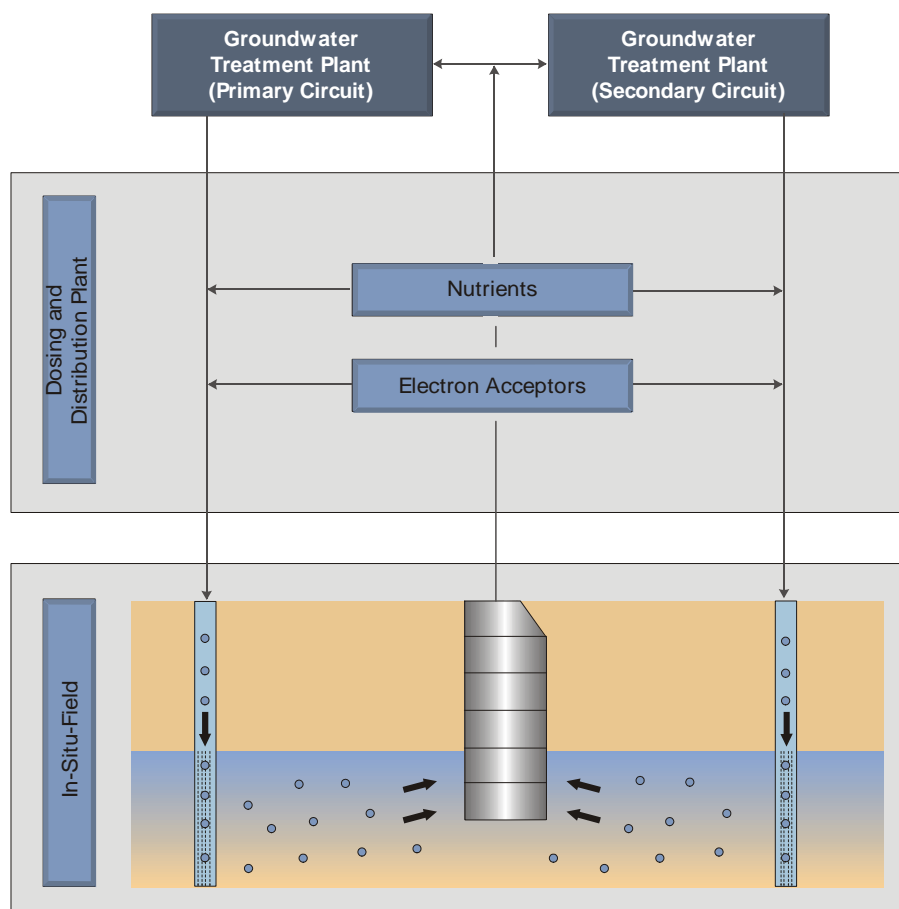 Groundwater
Treatment Plant
(Primary Circuit)
Groundwater
Treatment Plant
(Secondary Circuit)
Dosing and
Distribution Plant
Nutrients
Electron Acceptors
In-Situ-Field